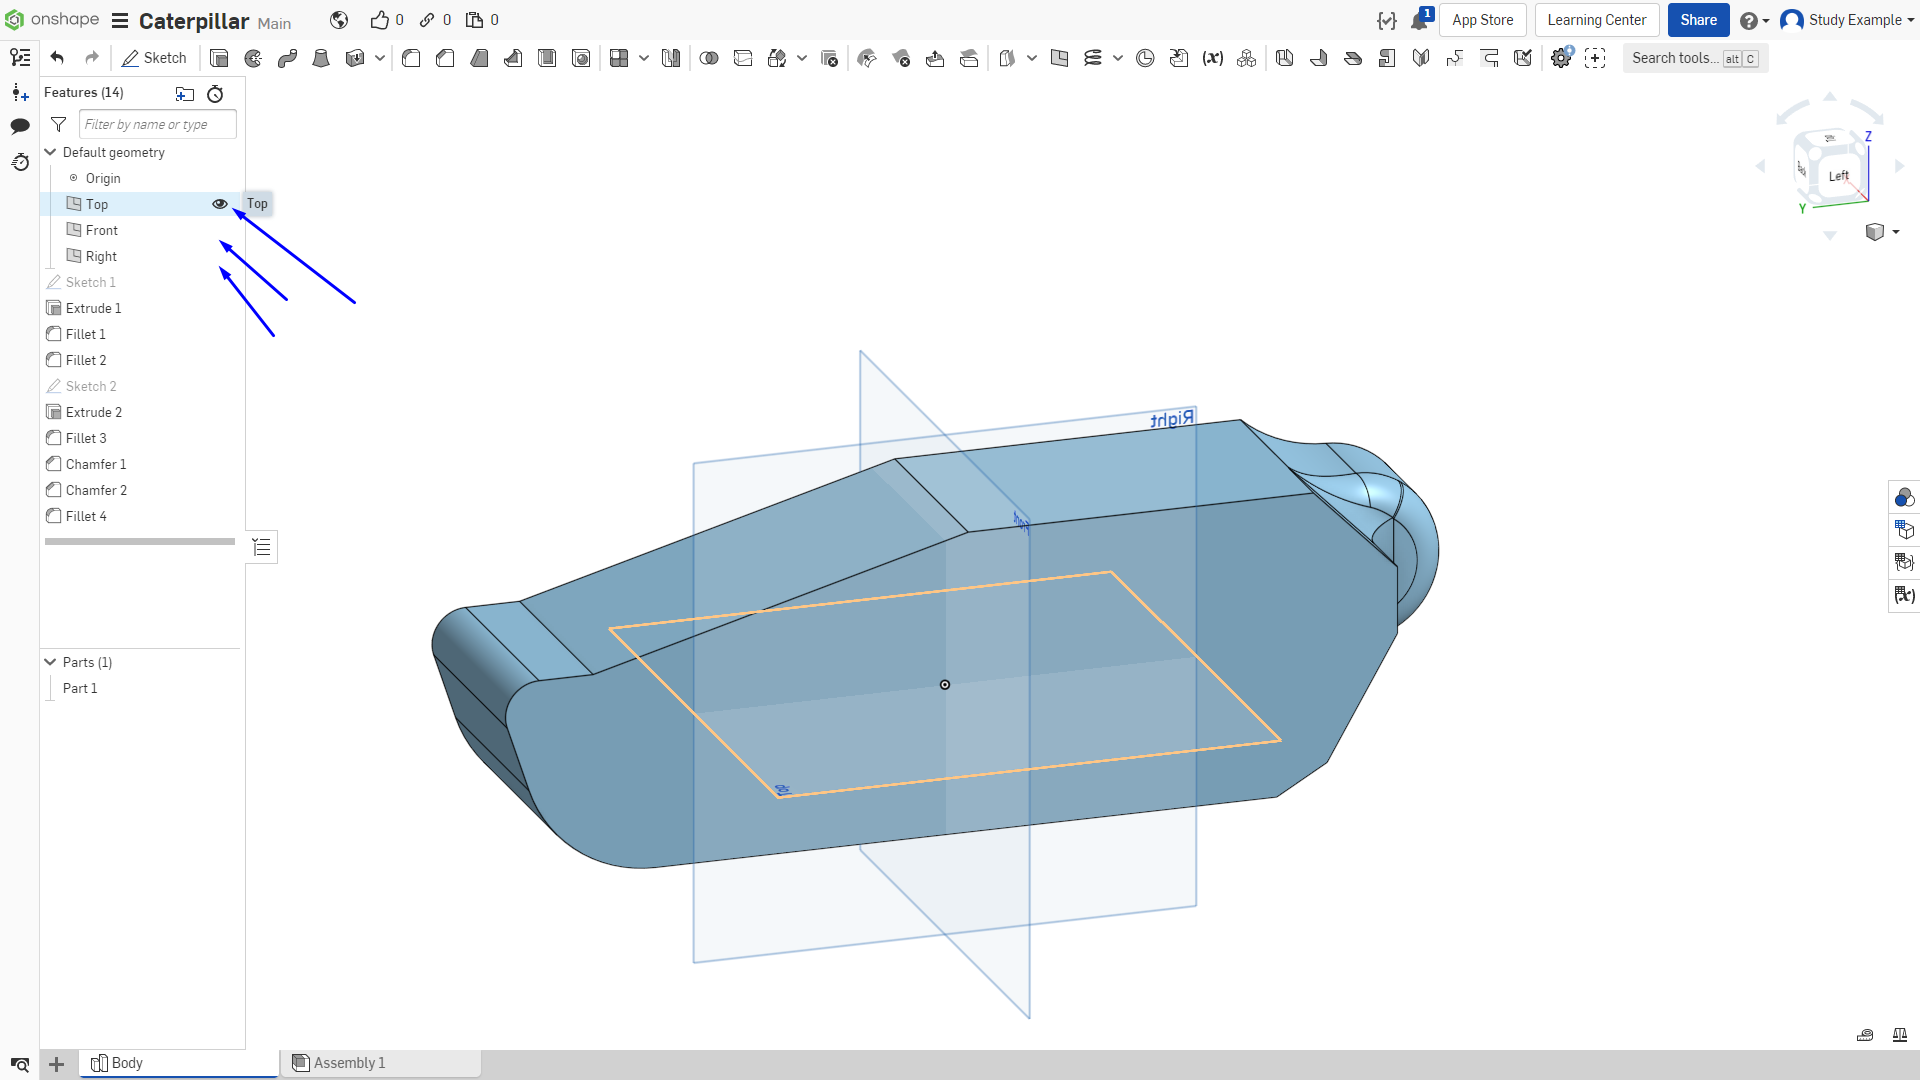 onshape Caterpillar Main 0 0 0 1 App Store Learning Center Share Study Example
Sketch Search tools... alt C
Features (14)
Filter by name or type
Default geometry
Origin
Top Top
Front
Right
Sketch 1
Extrude 1
Fillet 1
Fillet 2
Sketch 2
Extrude 2
Fillet 3
Chamfer 1
Chamfer 2
Fillet 4
Parts (1)
Part 1
Z
Left
Y
Right
Top
(x)
Body Assembly 1